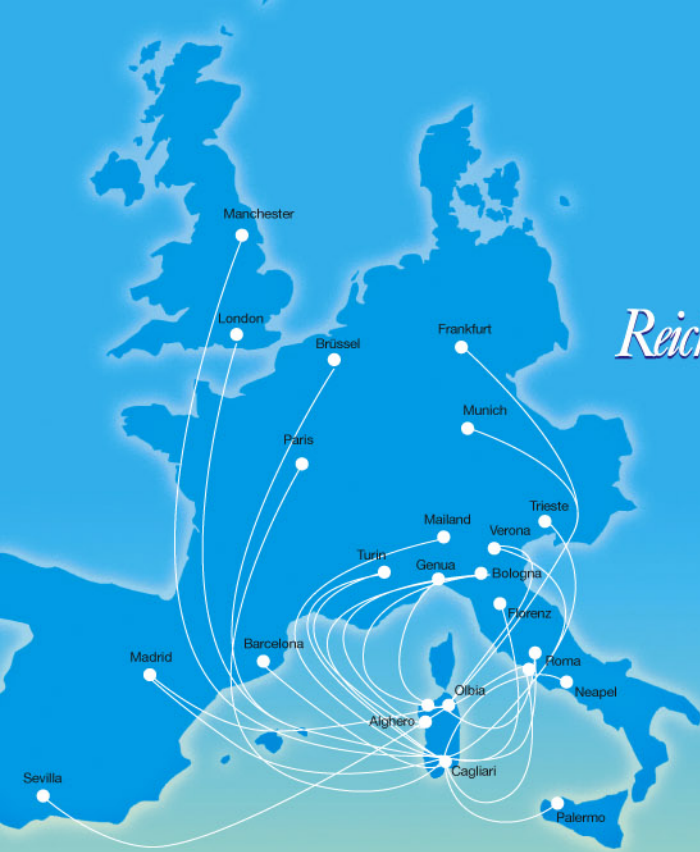 Manchester
London
Brüssel
Frankfurt
Munich
Paris
Trieste
Mailand
Verona
Turin
Genua
Bologna
Florenz
Barcelona
Madrid
Roma
Olbia
Neapel
Alghero
Cagliari
Sevilla
Palermo